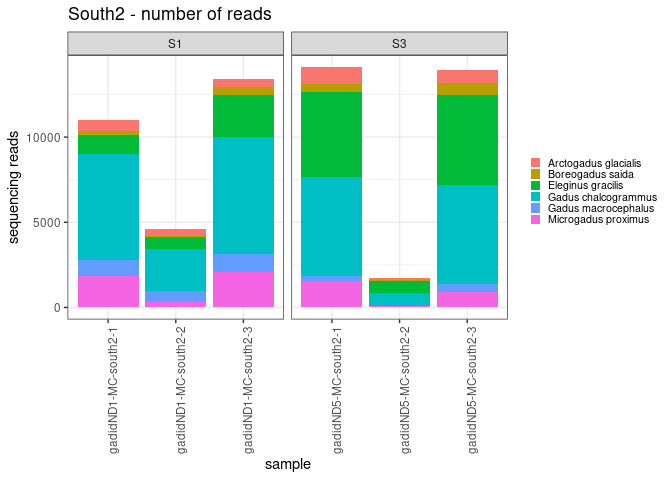 South2 - number of reads
S1
S3
sequencing reads
10000
5000
0
gadidND1-MC-south2-1
gadidND1-MC-south2-2
gadidND1-MC-south2-3
gadidND5-MC-south2-1
gadidND5-MC-south2-2
gadidND5-MC-south2-3
sample
Arctogadus glacialis
Boreogadus saida
Eleginus gracilis
Gadus chalcogrammus
Gadus macrocephalus
Microgadus proximus